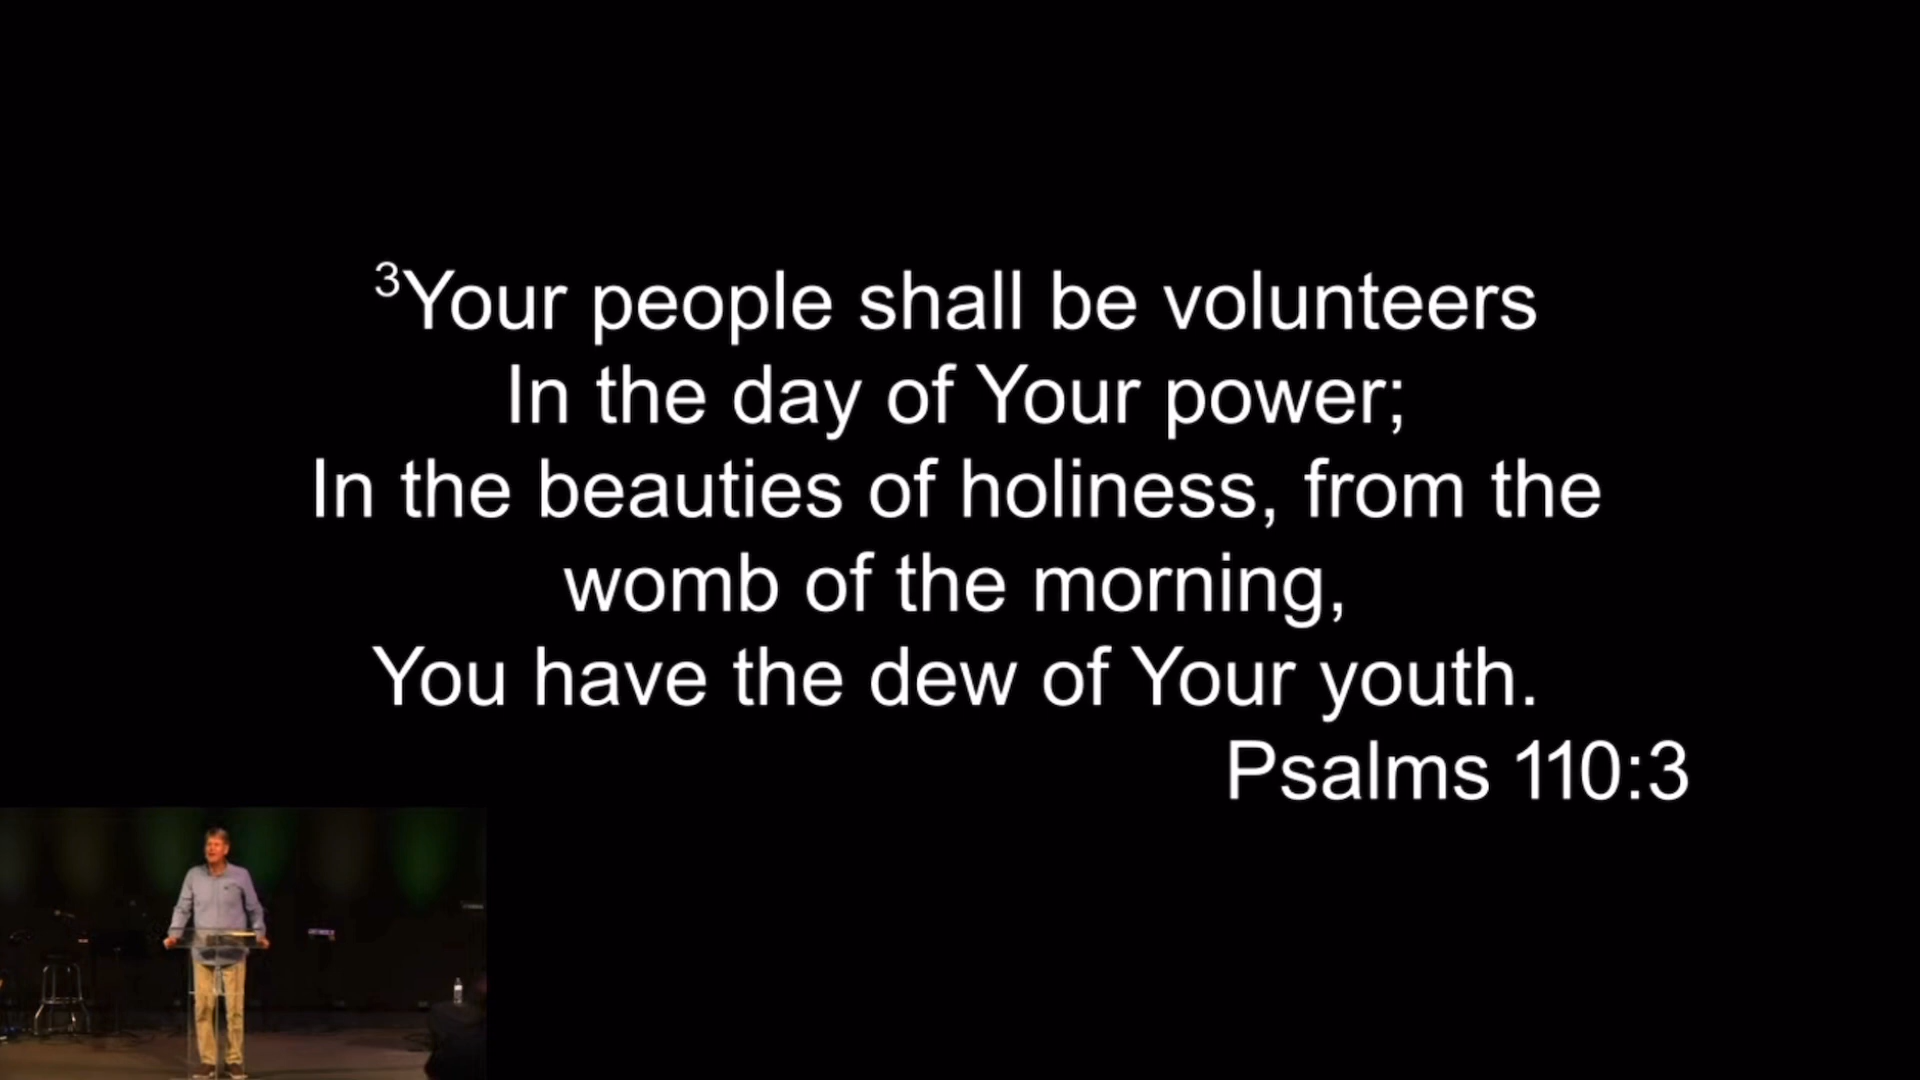 ³Your people shall be volunteers
In the day of Your power;
In the beauties of holiness, from the
womb of the morning,
You have the dew of Your youth.
Psalms 110:3